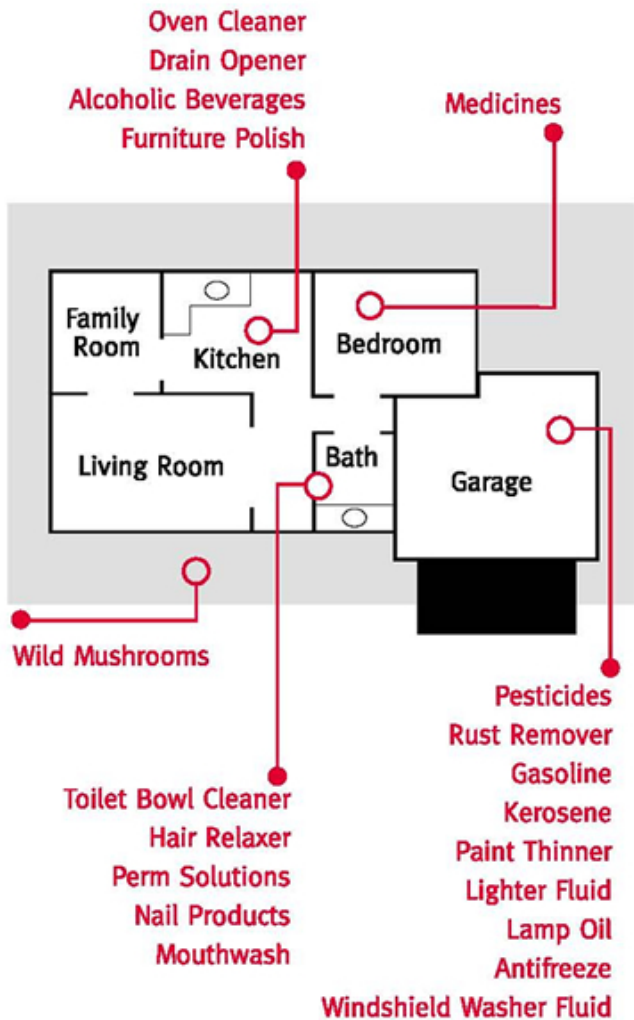 Oven Cleaner
Drain Opener
Alcoholic Beverages
Furniture Polish
Medicines
Family
Room
Kitchen
Bedroom
Living Room
Bath
Garage
Wild Mushrooms
Toilet Bowl Cleaner
Hair Relaxer
Perm Solutions
Nail Products
Mouthwash
Pesticides
Rust Remover
Gasoline
Kerosene
Paint Thinner
Lighter Fluid
Lamp Oil
Antifreeze
Windshield Washer Fluid